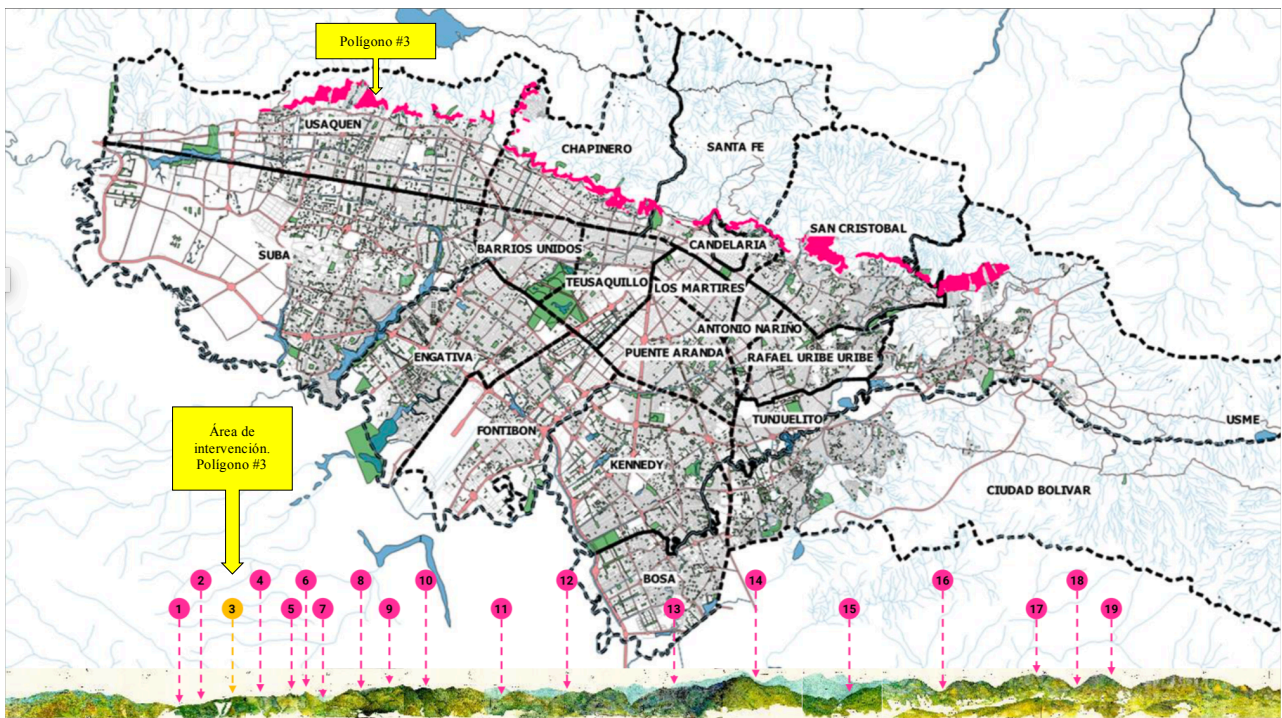 Polígono #3
USAQUEN
CHAPINERO
SANTA FE
SAN CRISTOBAL
CANDELARIA
BARRIOS UNIDOS
SUBA
TEUSAQUILLO
LOS MARTIRES
ANTONIO NARIÑO
ENGATIVA
PUENTE ARANDA
RAFAEL URIBE URIBE
Área de
intervención.
Polígono #3
TUNJUELITO
USME
FONTIBON
KENNEDY
CIUDAD BOLIVAR
BOSA
1
2
3
4
5
6
7
8
9
10
11
12
13
14
15
16
17
18
19